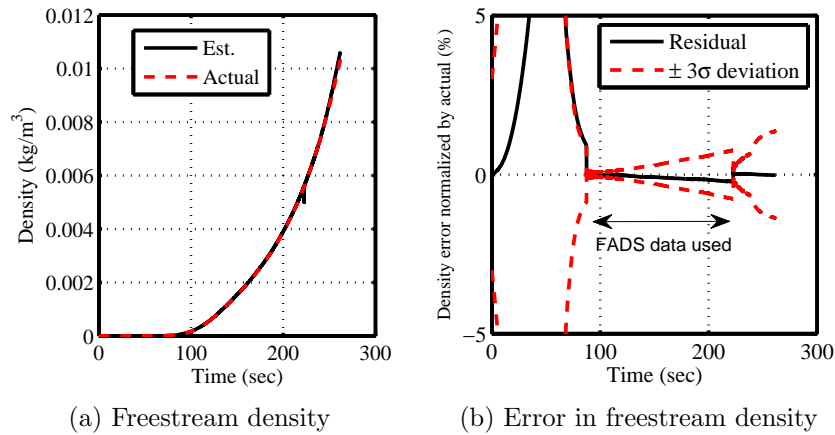 0.012
0.01
0.008
0.006
0.004
0.002
0
Density (kg/m³)
Est.
Actual
0
100
200
300
Time (sec)
(a) Freestream density
5
0
−5
Density error normalized by actual (%)
Residual
± 3σ deviation
FADS data used
0
100
200
300
Time (sec)
(b) Error in freestream density